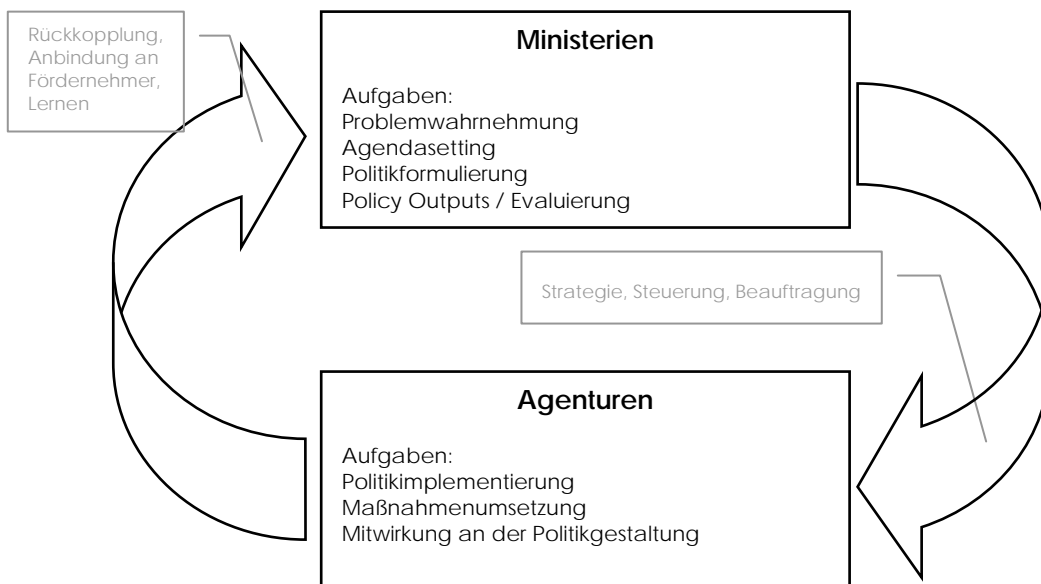 Rückkopplung,
Anbindung an
Fördernehmer,
Lernen
Ministerien
Aufgaben:
Problemwahrnehmung
Agendasetting
Politikformulierung
Policy Outputs / Evaluierung
Strategie, Steuerung, Beauftragung
Agenturen
Aufgaben:
Politikimplementierung
Maßnahmenumsetzung
Mitwirkung an der Politikgestaltung